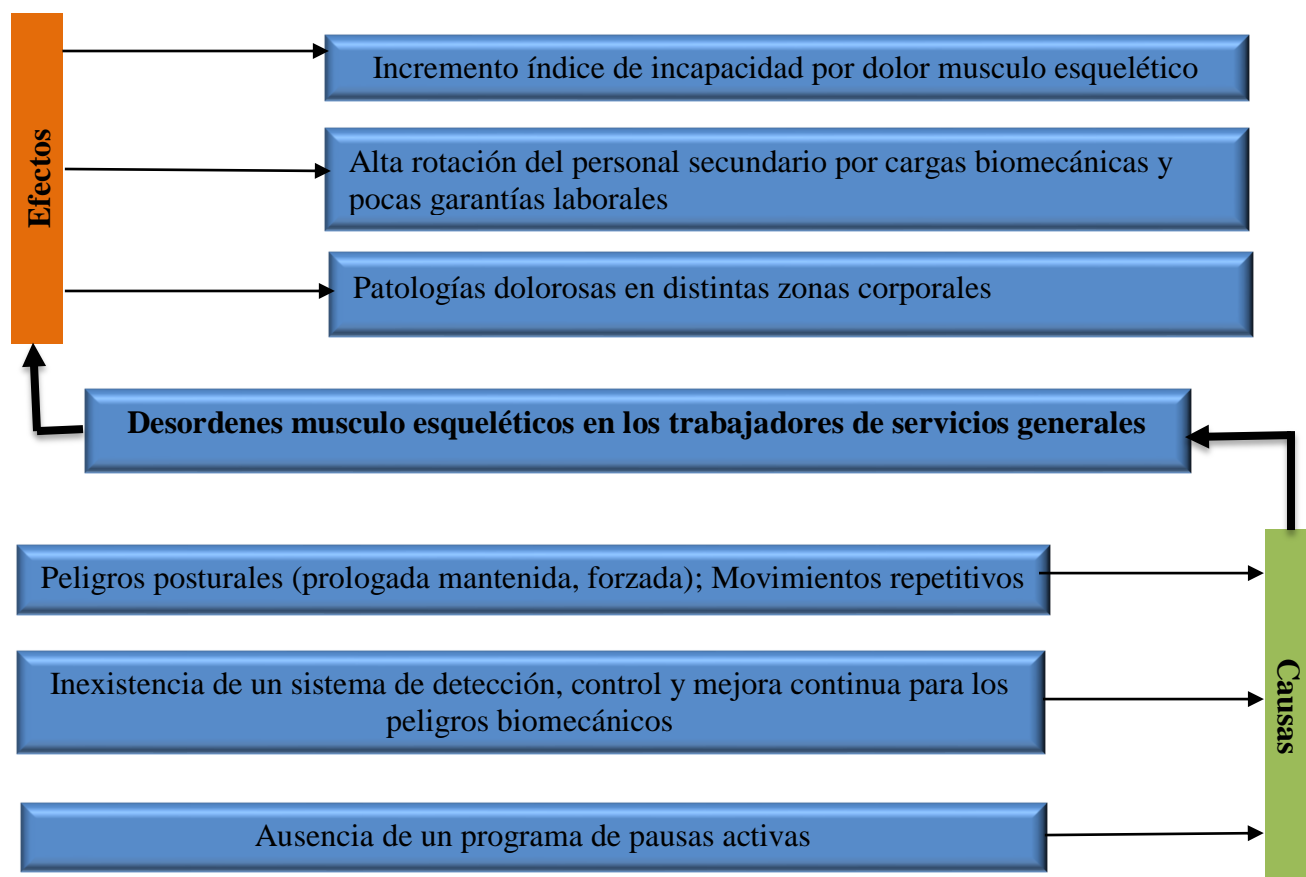 Efectos
Incremento índice de incapacidad por dolor musculo esquelético
Alta rotación del personal secundario por cargas biomecánicas y
pocas garantías laborales
Patologías dolorosas en distintas zonas corporales
Desordenes musculo esqueléticos en los trabajadores de servicios generales
Peligros posturales (prologada mantenida, forzada); Movimientos repetitivos
Inexistencia de un sistema de detección, control y mejora continua para los
peligros biomecánicos
Ausencia de un programa de pausas activas
Causas